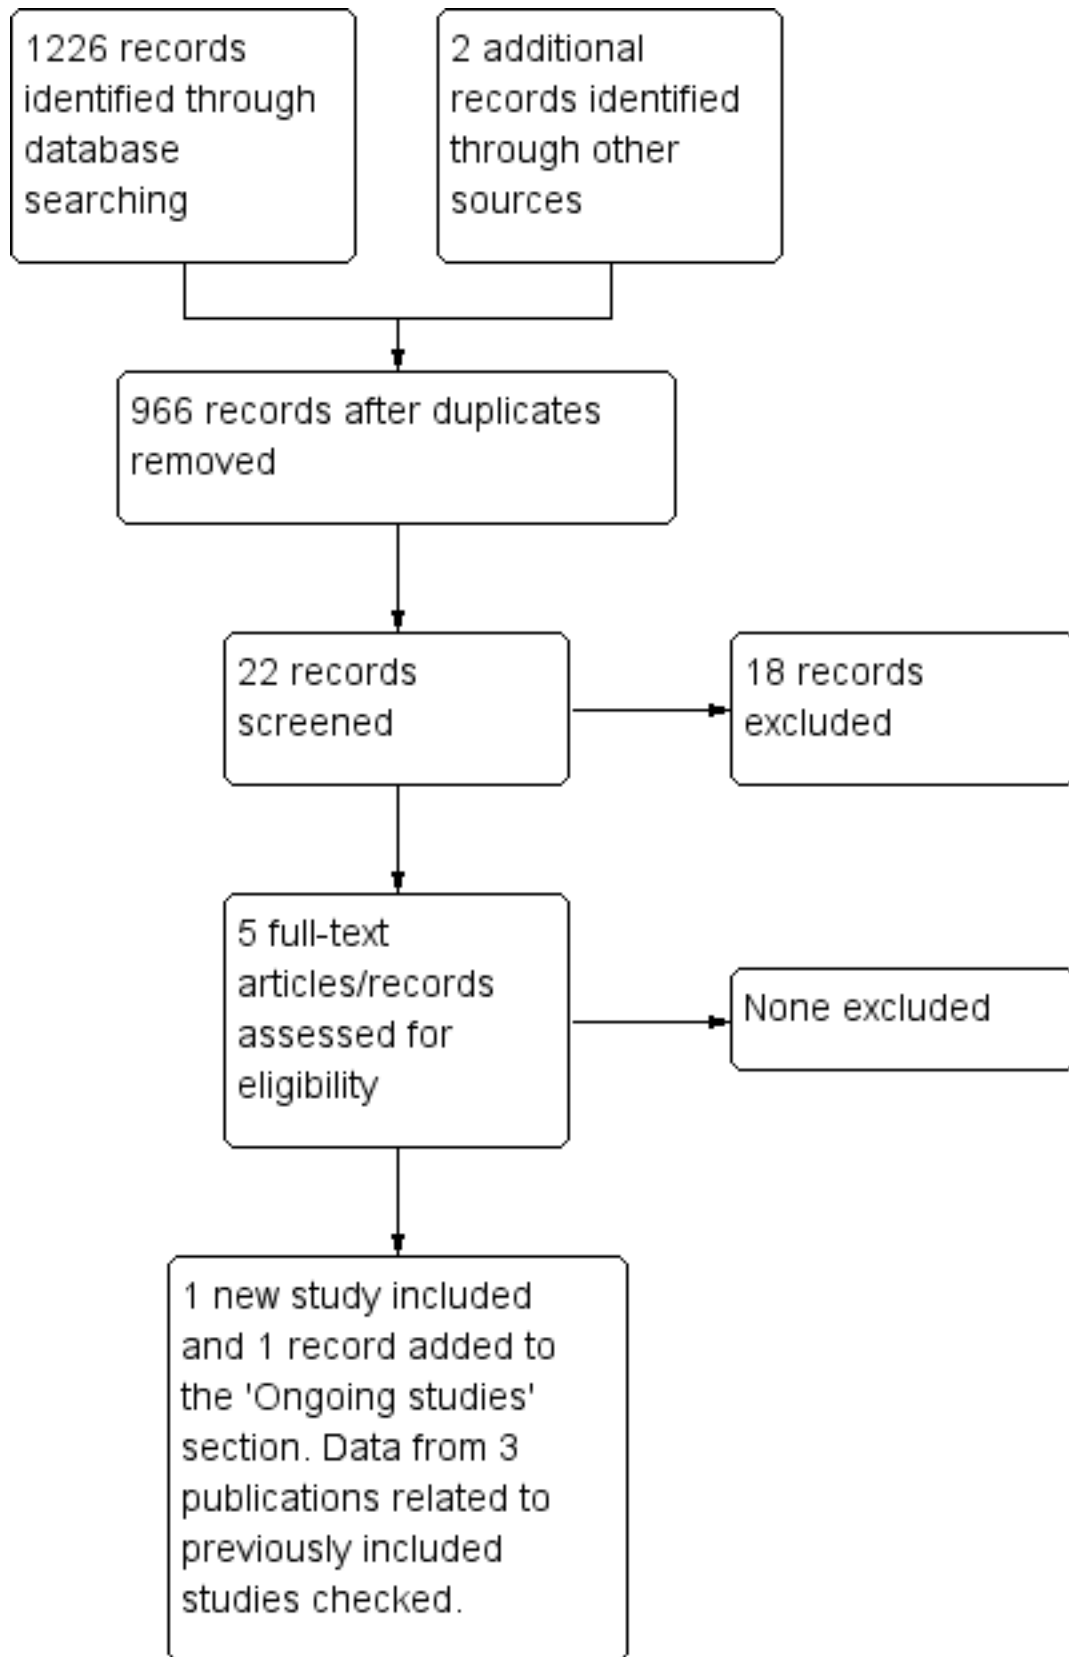 1226 records
identified through
database
searching
2 additional
records identified
through other
sources
966 records after duplicates
removed
22 records
screened
18 records
excluded
5 full-text
articles/records
assessed for
eligibility
None excluded
1 new study included
and 1 record added to
the 'Ongoing studies'
section. Data from 3
publications related to
previously included
studies checked.